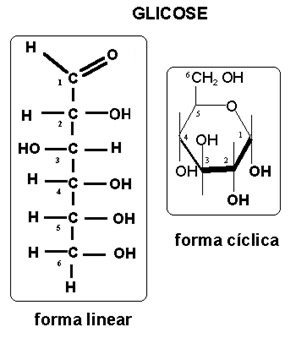 GLICOSE
H O
1 C
H C OH
2
HO C H
3
H C OH
4
H C OH
5
H C OH
6
H
forma linear
6 CH2 OH
5 O
4 OH 1
OH 3 2 OH
OH
forma cíclica